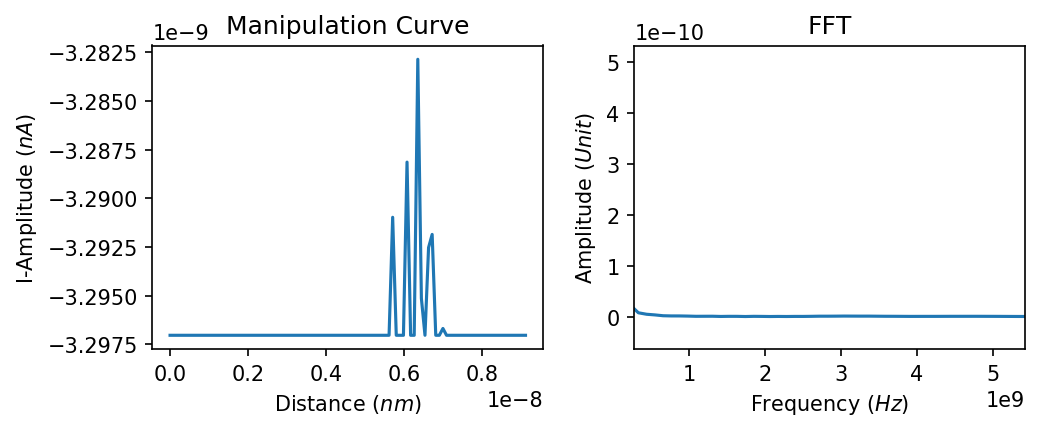 Manipulation Curve
1e−9
−3.2825
−3.2850
−3.2875
−3.2900
−3.2925
−3.2950
−3.2975
I-Amplitude (nA)
0.0 0.2 0.4 0.6 0.8
1e−8
Distance (nm)
FFT
1e−10
5
4
3
2
1
0
Amplitude (Unit)
1 2 3 4 5
1e9
Frequency (Hz)